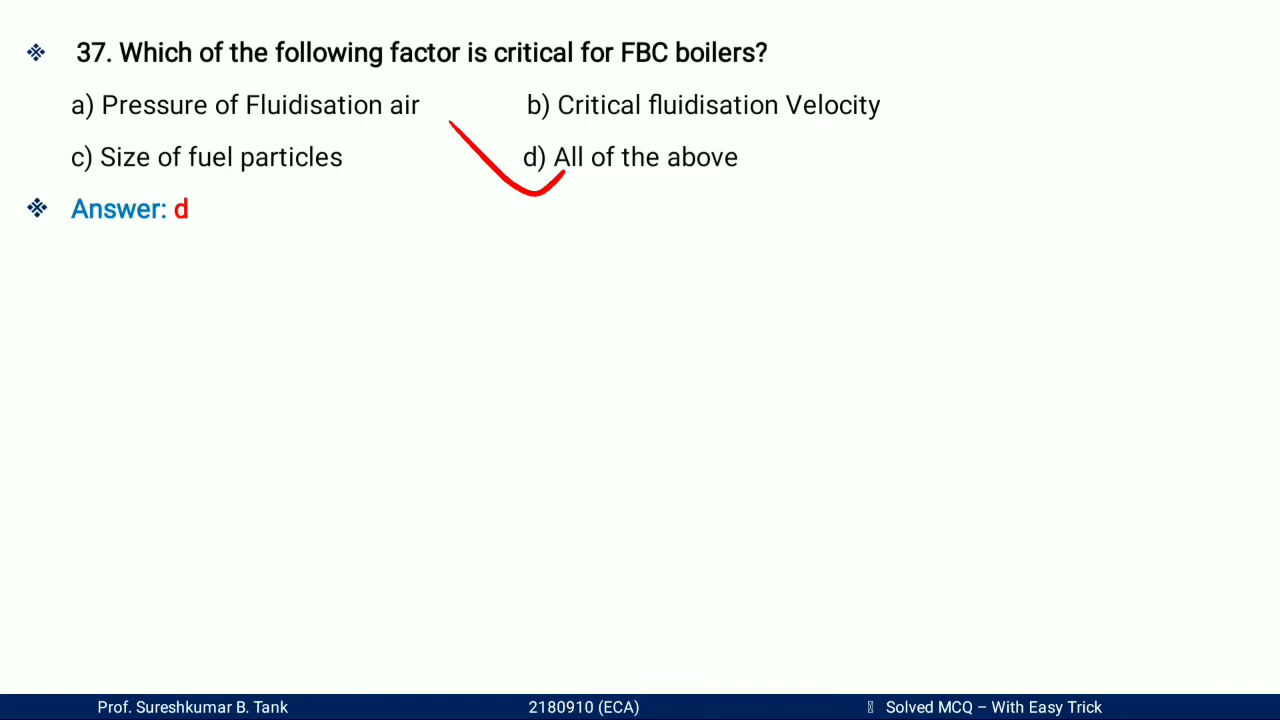 ❖ 37. Which of the following factor is critical for FBC boilers?
a) Pressure of Fluidisation air b) Critical fluidisation Velocity
c) Size of fuel particles d) All of the above
❖ Answer: d
Prof. Sureshkumar B. Tank 2180910 (ECA) Solved MCQ – With Easy Trick